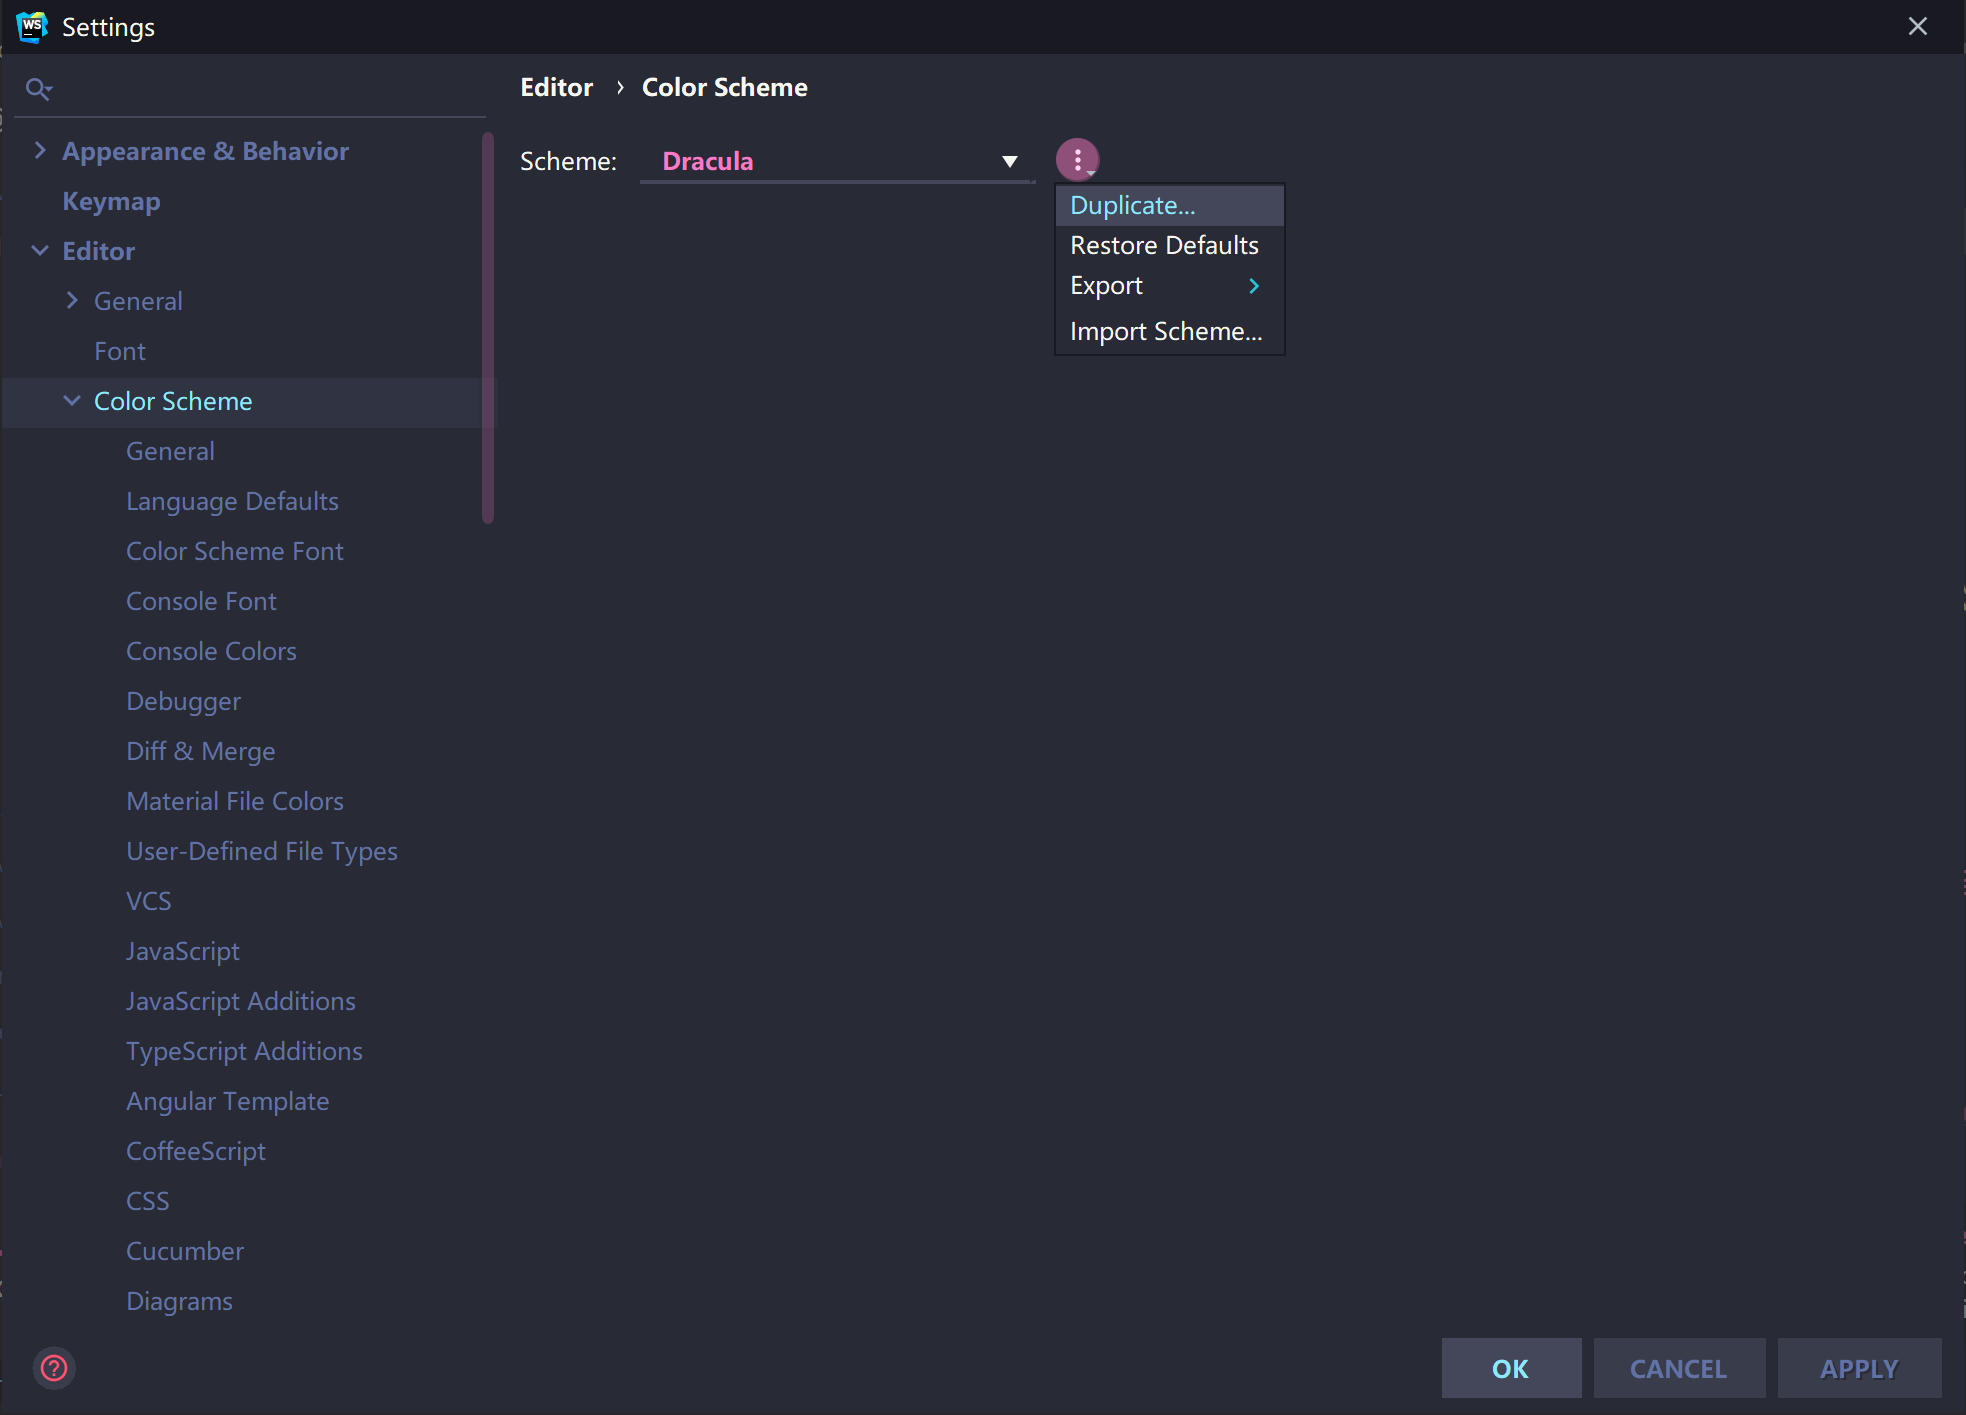 WS
Settings
Editor › Color Scheme
Scheme: Dracula
Duplicate...
Restore Defaults
Export
Import Scheme...
Appearance & Behavior
Keymap
Editor
General
Font
Color Scheme
General
Language Defaults
Color Scheme Font
Console Font
Console Colors
Debugger
Diff & Merge
Material File Colors
User-Defined File Types
VCS
JavaScript
JavaScript Additions
TypeScript Additions
Angular Template
CoffeeScript
CSS
Cucumber
Diagrams
?
OK CANCEL APPLY